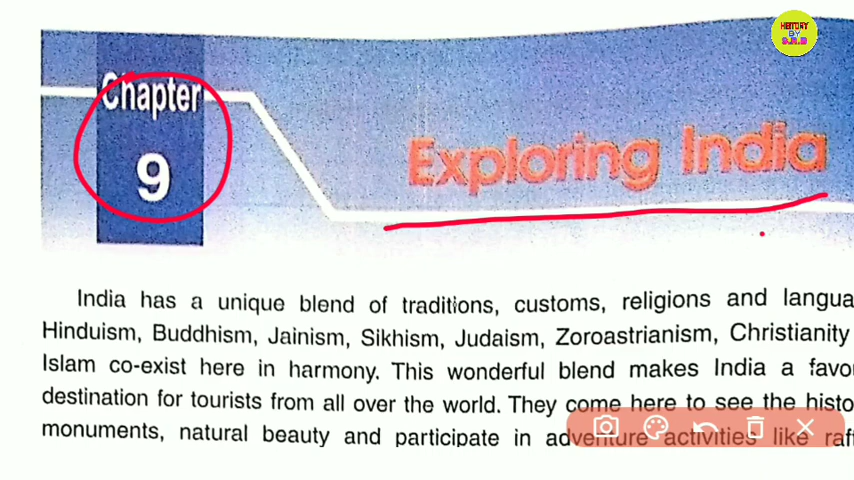 HISTORY
BY
Chapter
9
Exploring India
India has a unique blend of traditions, customs, religions and langua
Hinduism, Buddhism, Jainism, Sikhism, Judaism, Zoroastrianism, Christianity
Islam co-exist here in harmony. This wonderful blend makes India a favo
destination for tourists from all over the world. They come here to see the histo
monuments, natural beauty and participate in adventure activities like raft